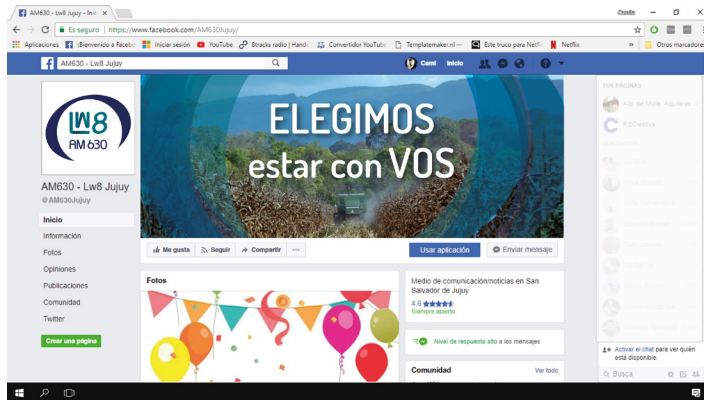 AM630 - Lw8 Jujuy - Inic
Camila
Es seguro | https://www.facebook.com/AM630Jujuy/
Aplicaciones
¡Bienvenido a Facebo
Iniciar sesión
YouTube
8tracks radio | Handc
Convertidor YouTube
Templatemaker.nl —
Este truco para Netfl
Netflix
»
Otros marcadores
AM630 - Lw8 Jujuy
Cami
Inicio
TUS PÁGINAS
LW8
AM 630
ELEGIMOS
estar con VOS
AM630 - Lw8 Jujuy
@AM630Jujuy
Inicio
Información
Fotos
Opiniones
Publicaciones
Comunidad
Twitter
Crear una página
Me gusta
Seguir
Compartir
···
Usar aplicación
Enviar mensaje
Fotos
Medio de comunicación/noticias en San
Salvador de Jujuy
4,6
Siempre abierto
Nivel de respuesta alto a los mensajes
Comunidad
Ver todo
Activar el chat para ver quién
está disponible.
Busca